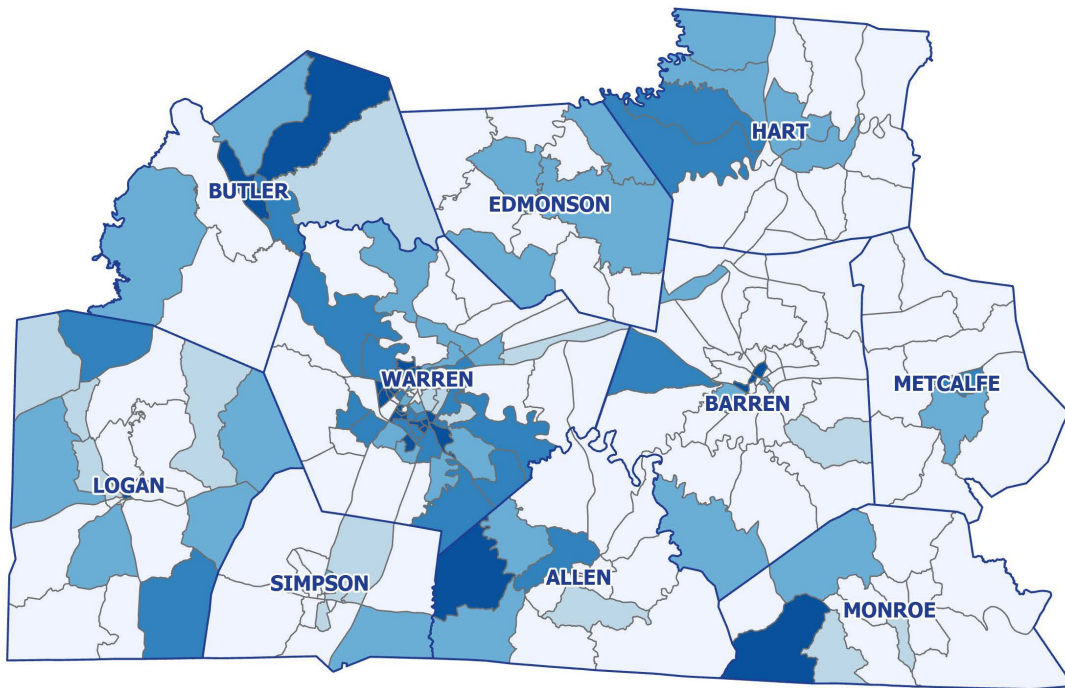 HART
BUTLER
EDMONSON
WARREN
METCALFE
BARREN
LOGAN
SIMPSON
ALLEN
MONROE